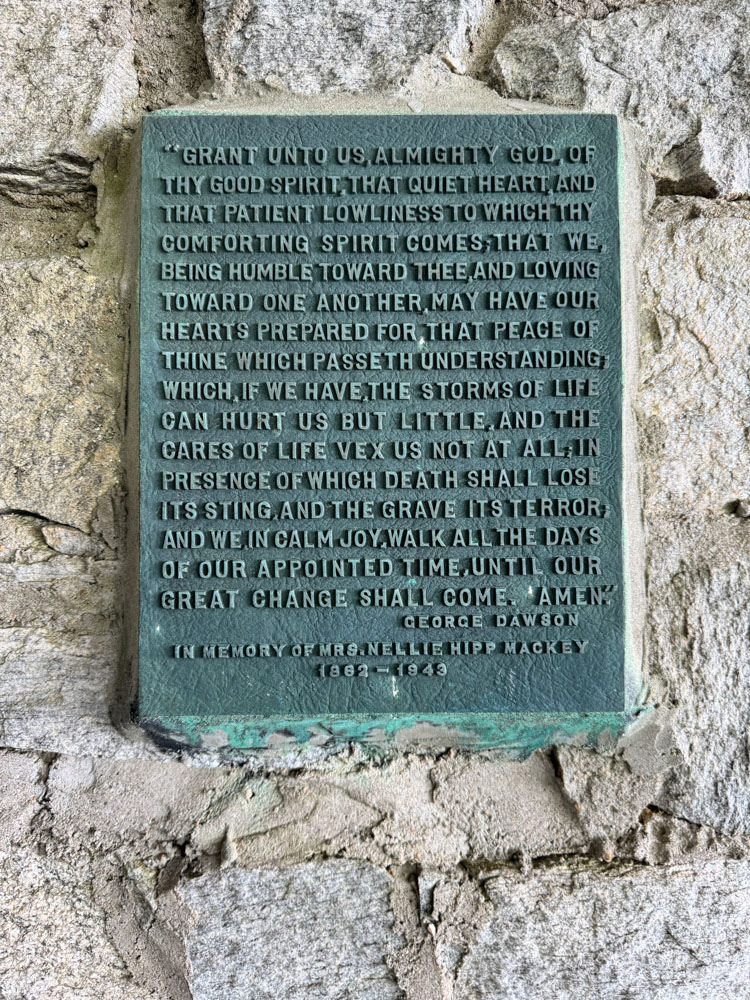 "GRANT UNTO US, ALMIGHTY GOD, OF
THY GOOD SPIRIT, THAT QUIET HEART, AND
THAT PATIENT LOWLINESS TO WHICH THY
COMFORTING SPIRIT COMES; THAT WE,
BEING HUMBLE TOWARD THEE, AND LOVING
TOWARD ONE ANOTHER, MAY HAVE OUR
HEARTS PREPARED FOR THAT PEACE OF
THINE WHICH PASSETH UNDERSTANDING;
WHICH, IF WE HAVE, THE STORMS OF LIFE
CAN HURT US BUT LITTLE, AND THE
CARES OF LIFE VEX US NOT AT ALL; IN
PRESENCE OF WHICH DEATH SHALL LOSE
ITS STING, AND THE GRAVE ITS TERROR;
AND WE, IN CALM JOY, WALK ALL THE DAYS
OF OUR APPOINTED TIME, UNTIL OUR
GREAT CHANGE SHALL COME. AMEN."
GEORGE DAWSON
IN MEMORY OF MRS. NELLIE HIPP MACKEY
1862-1943